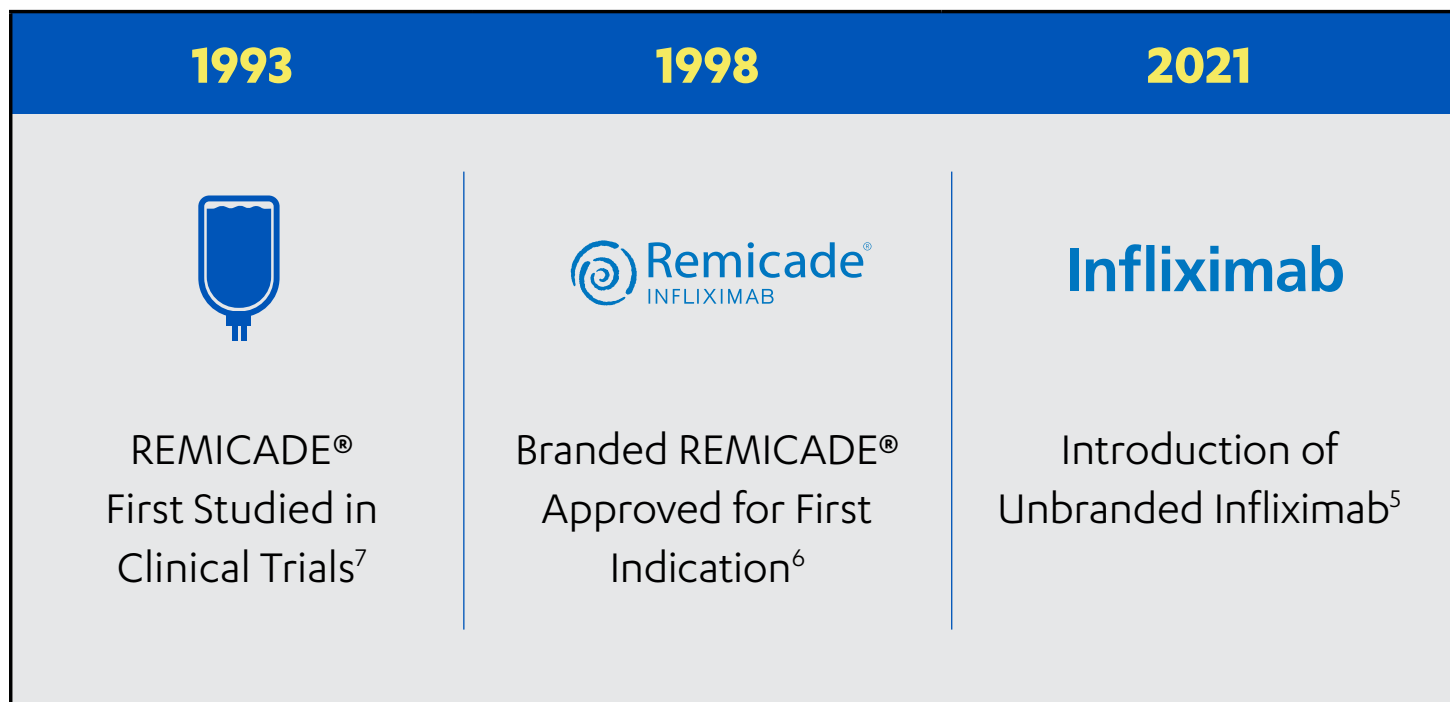 1993
1998
2021
Remicade®
INFLIXIMAB
Infliximab
REMICADE®
First Studied in
Clinical Trials7
Branded REMICADE®
Approved for First
Indication6
Introduction of
Unbranded Infliximab5